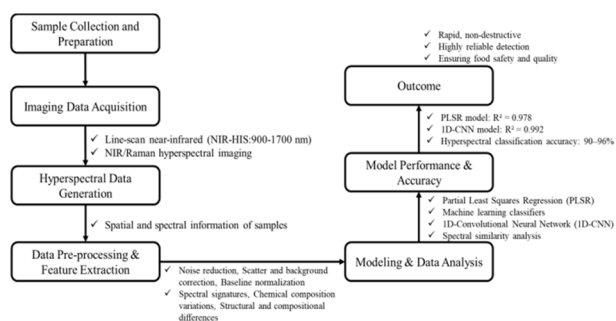 Sample Collection and
Preparation
Imaging Data Acquisition
✓ Line-scan near-infrared (NIR-HIS:900-1700 nm)
✓ NIR/Raman hyperspectral imaging
Hyperspectral Data
Generation
✓ Spatial and spectral information of samples
Data Pre-processing &
Feature Extraction
✓ Noise reduction, Scatter and background
correction, Baseline normalization
✓ Spectral signatures, Chemical composition
variations, Structural and compositional
differences
Modeling & Data Analysis
✓ Partial Least Squares Regression (PLSR)
✓ Machine learning classifiers
✓ 1D-Convolutional Neural Network (1D-CNN)
✓ Spectral similarity analysis
Model Performance &
Accuracy
✓ PLSR model: R² = 0.978
✓ 1D-CNN model: R² = 0.992
✓ Hyperspectral classification accuracy: 90–96%
Outcome
✓ Rapid, non-destructive
✓ Highly reliable detection
✓ Ensuring food safety and quality